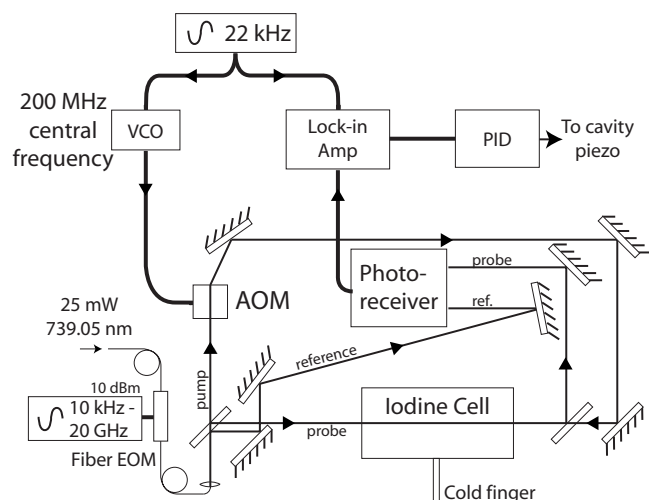 22 kHz
200 MHz
central
frequency
VCO
Lock-in
Amp
PID
To cavity
piezo
AOM
Photo-
receiver
probe
ref.
25 mW
739.05 nm
reference
10 dBm
10 kHz -
20 GHz
Fiber EOM
pump
probe
Iodine Cell
Cold finger